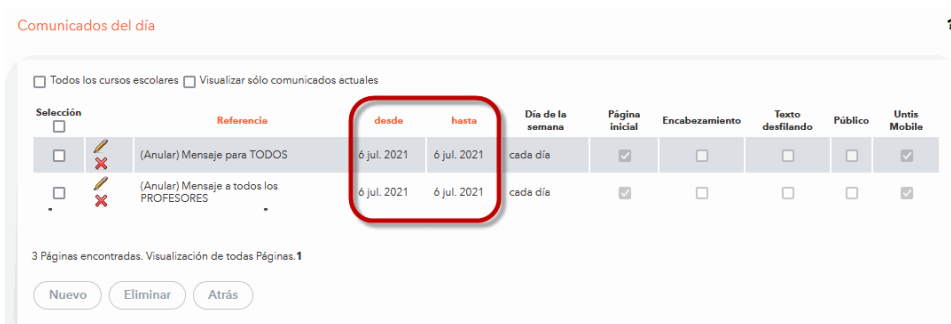 Comunicados del día
Todos los cursos escolares Visualizar sólo comunicados actuales
Selección Referencia desde hasta Día de la semana Página inicial Encabezamiento Texto desfilando Público Untis Mobile
(Anular) Mensaje para TODOS 6 jul. 2021 6 jul. 2021 cada día
(Anular) Mensaje a todos los PROFESORES 6 jul. 2021 6 jul. 2021 cada día
3 Páginas encontradas. Visualización de todas Páginas.1
Nuevo Eliminar Atrás